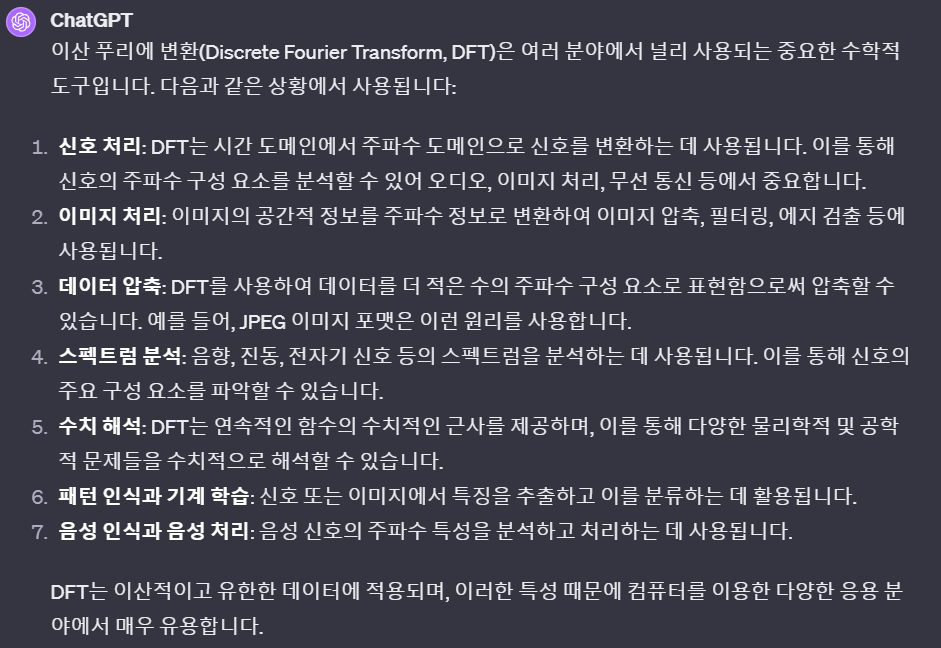 ChatGPT
이산 푸리에 변환(Discrete Fourier Transform, DFT)은 여러 분야에서 널리 사용되는 중요한 수학적
도구입니다. 다음과 같은 상황에서 사용됩니다:
1. 신호 처리: DFT는 시간 도메인에서 주파수 도메인으로 신호를 변환하는 데 사용됩니다. 이를 통해
신호의 주파수 구성 요소를 분석할 수 있어 오디오, 이미지 처리, 무선 통신 등에서 중요합니다.
2. 이미지 처리: 이미지의 공간적 정보를 주파수 정보로 변환하여 이미지 압축, 필터링, 에지 검출 등에
사용됩니다.
3. 데이터 압축: DFT를 사용하여 데이터를 더 적은 수의 주파수 구성 요소로 표현함으로써 압축할 수
있습니다. 예를 들어, JPEG 이미지 포맷은 이런 원리를 사용합니다.
4. 스펙트럼 분석: 음향, 진동, 전자기 신호 등의 스펙트럼을 분석하는 데 사용됩니다. 이를 통해 신호의
주요 구성 요소를 파악할 수 있습니다.
5. 수치 해석: DFT는 연속적인 함수의 수치적인 근사를 제공하며, 이를 통해 다양한 물리학적 및 공학
적 문제들을 수치적으로 해석할 수 있습니다.
6. 패턴 인식과 기계 학습: 신호 또는 이미지에서 특징을 추출하고 이를 분류하는 데 활용됩니다.
7. 음성 인식과 음성 처리: 음성 신호의 주파수 특성을 분석하고 처리하는 데 사용됩니다.
DFT는 이산적이고 유한한 데이터에 적용되며, 이러한 특성 때문에 컴퓨터를 이용한 다양한 응용 분
야에서 매우 유용합니다.